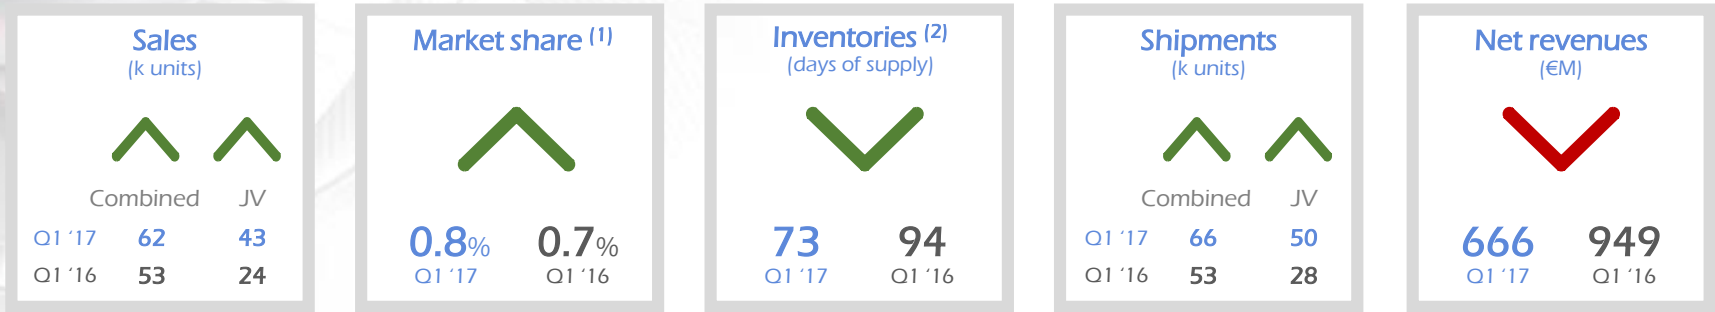 Sales
(k units)
Combined JV
Q1 ‘17 62 43
Q1 ‘16 53 24
Market share (1)
0.8% 0.7%
Q1 ‘17 Q1 ‘16
Inventories (2)
(days of supply)
73 94
Q1 ‘17 Q1 ‘16
Shipments
(k units)
Combined JV
Q1 ‘17 66 50
Q1 ‘16 53 28
Net revenues
(€M)
666 949
Q1 ‘17 Q1 ‘16